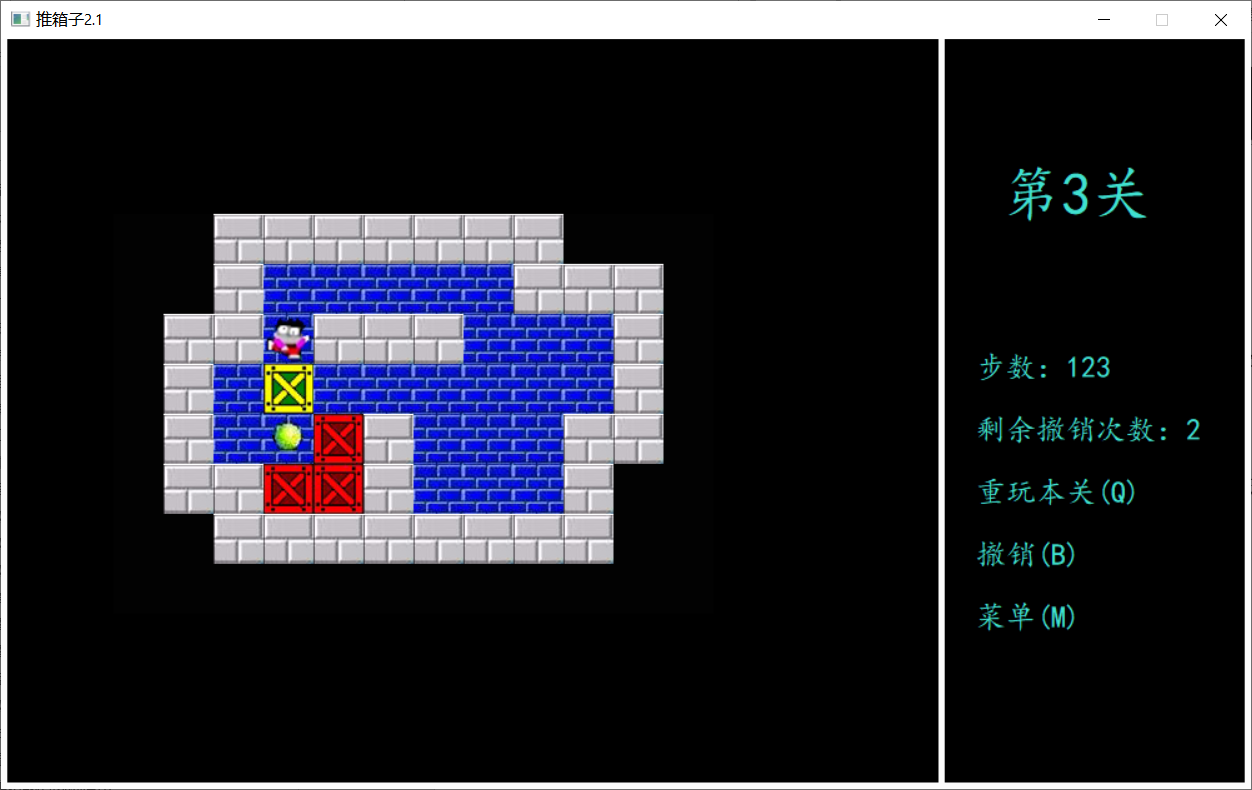 推箱子2.1
第3关
步数：123
剩余撤销次数：2
重玩本关(Q)
撤销(B)
菜单(M)